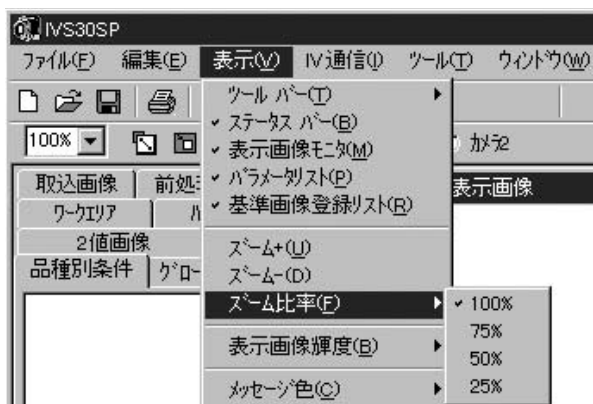 IVS30SP
ファイル(F) 編集(E) 表示(V) IV通信(I) ツール(T) ウィンドウ(W)
100%
ツール バー(T)
ステータス バー(B)
表示画像モニタ(M)
パラメータリスト(P)
基準画像登録リスト(R)
ズーム+(U)
ズーム-(D)
ズーム比率(F)
表示画像輝度(B)
メッセージ色(C)
100%
75%
50%
25%
カメラ2
表示画像
取込画像
ワークエリア
2値画像
品種別条件